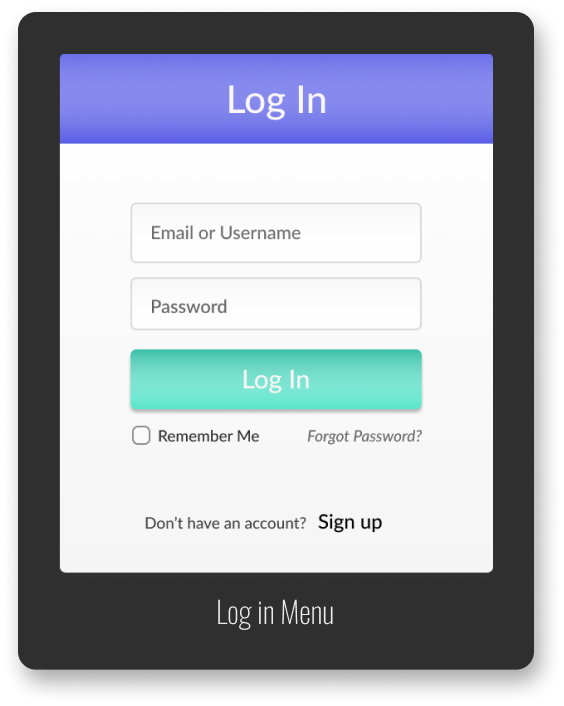 Log In
Email or Username
Password
Log In
Remember Me Forgot Password?
Don't have an account? Sign up
Log in Menu